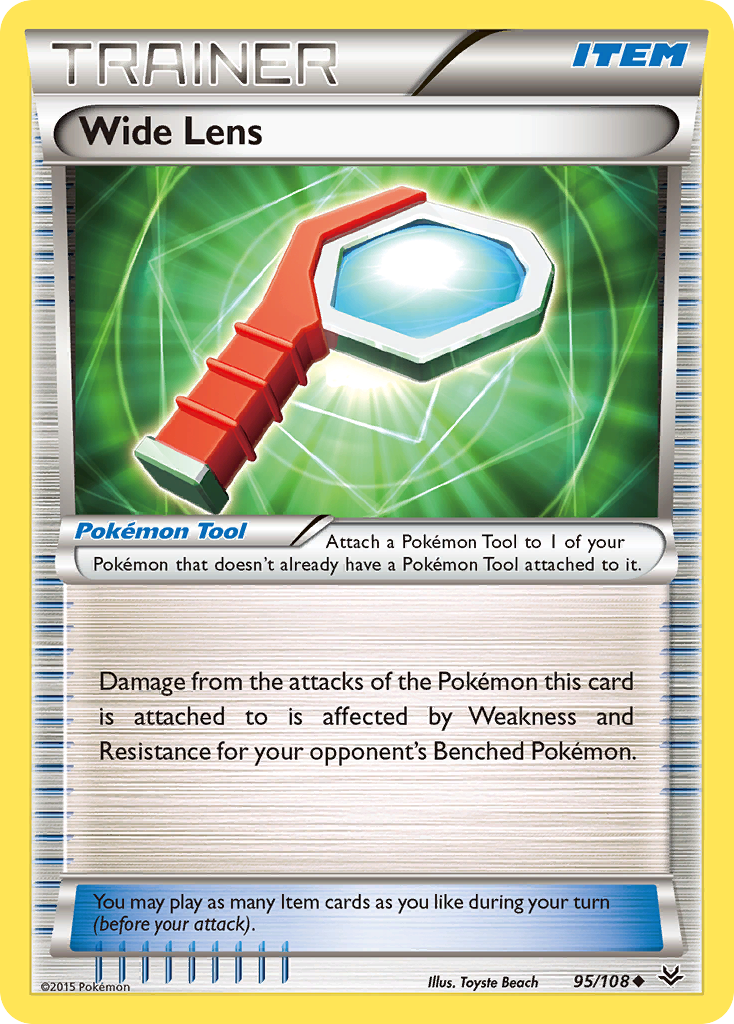 TRAINER
ITEM
Wide Lens
Pokémon Tool
Attach a Pokémon Tool to 1 of your
Pokémon that doesn't already have a Pokémon Tool attached to it.
Damage from the attacks of the Pokémon this card
is attached to is affected by Weakness and
Resistance for your opponent's Benched Pokémon.
You may play as many Item cards as you like during your turn
(before your attack).
©2015 Pokémon
Illus. Toyste Beach
95/108